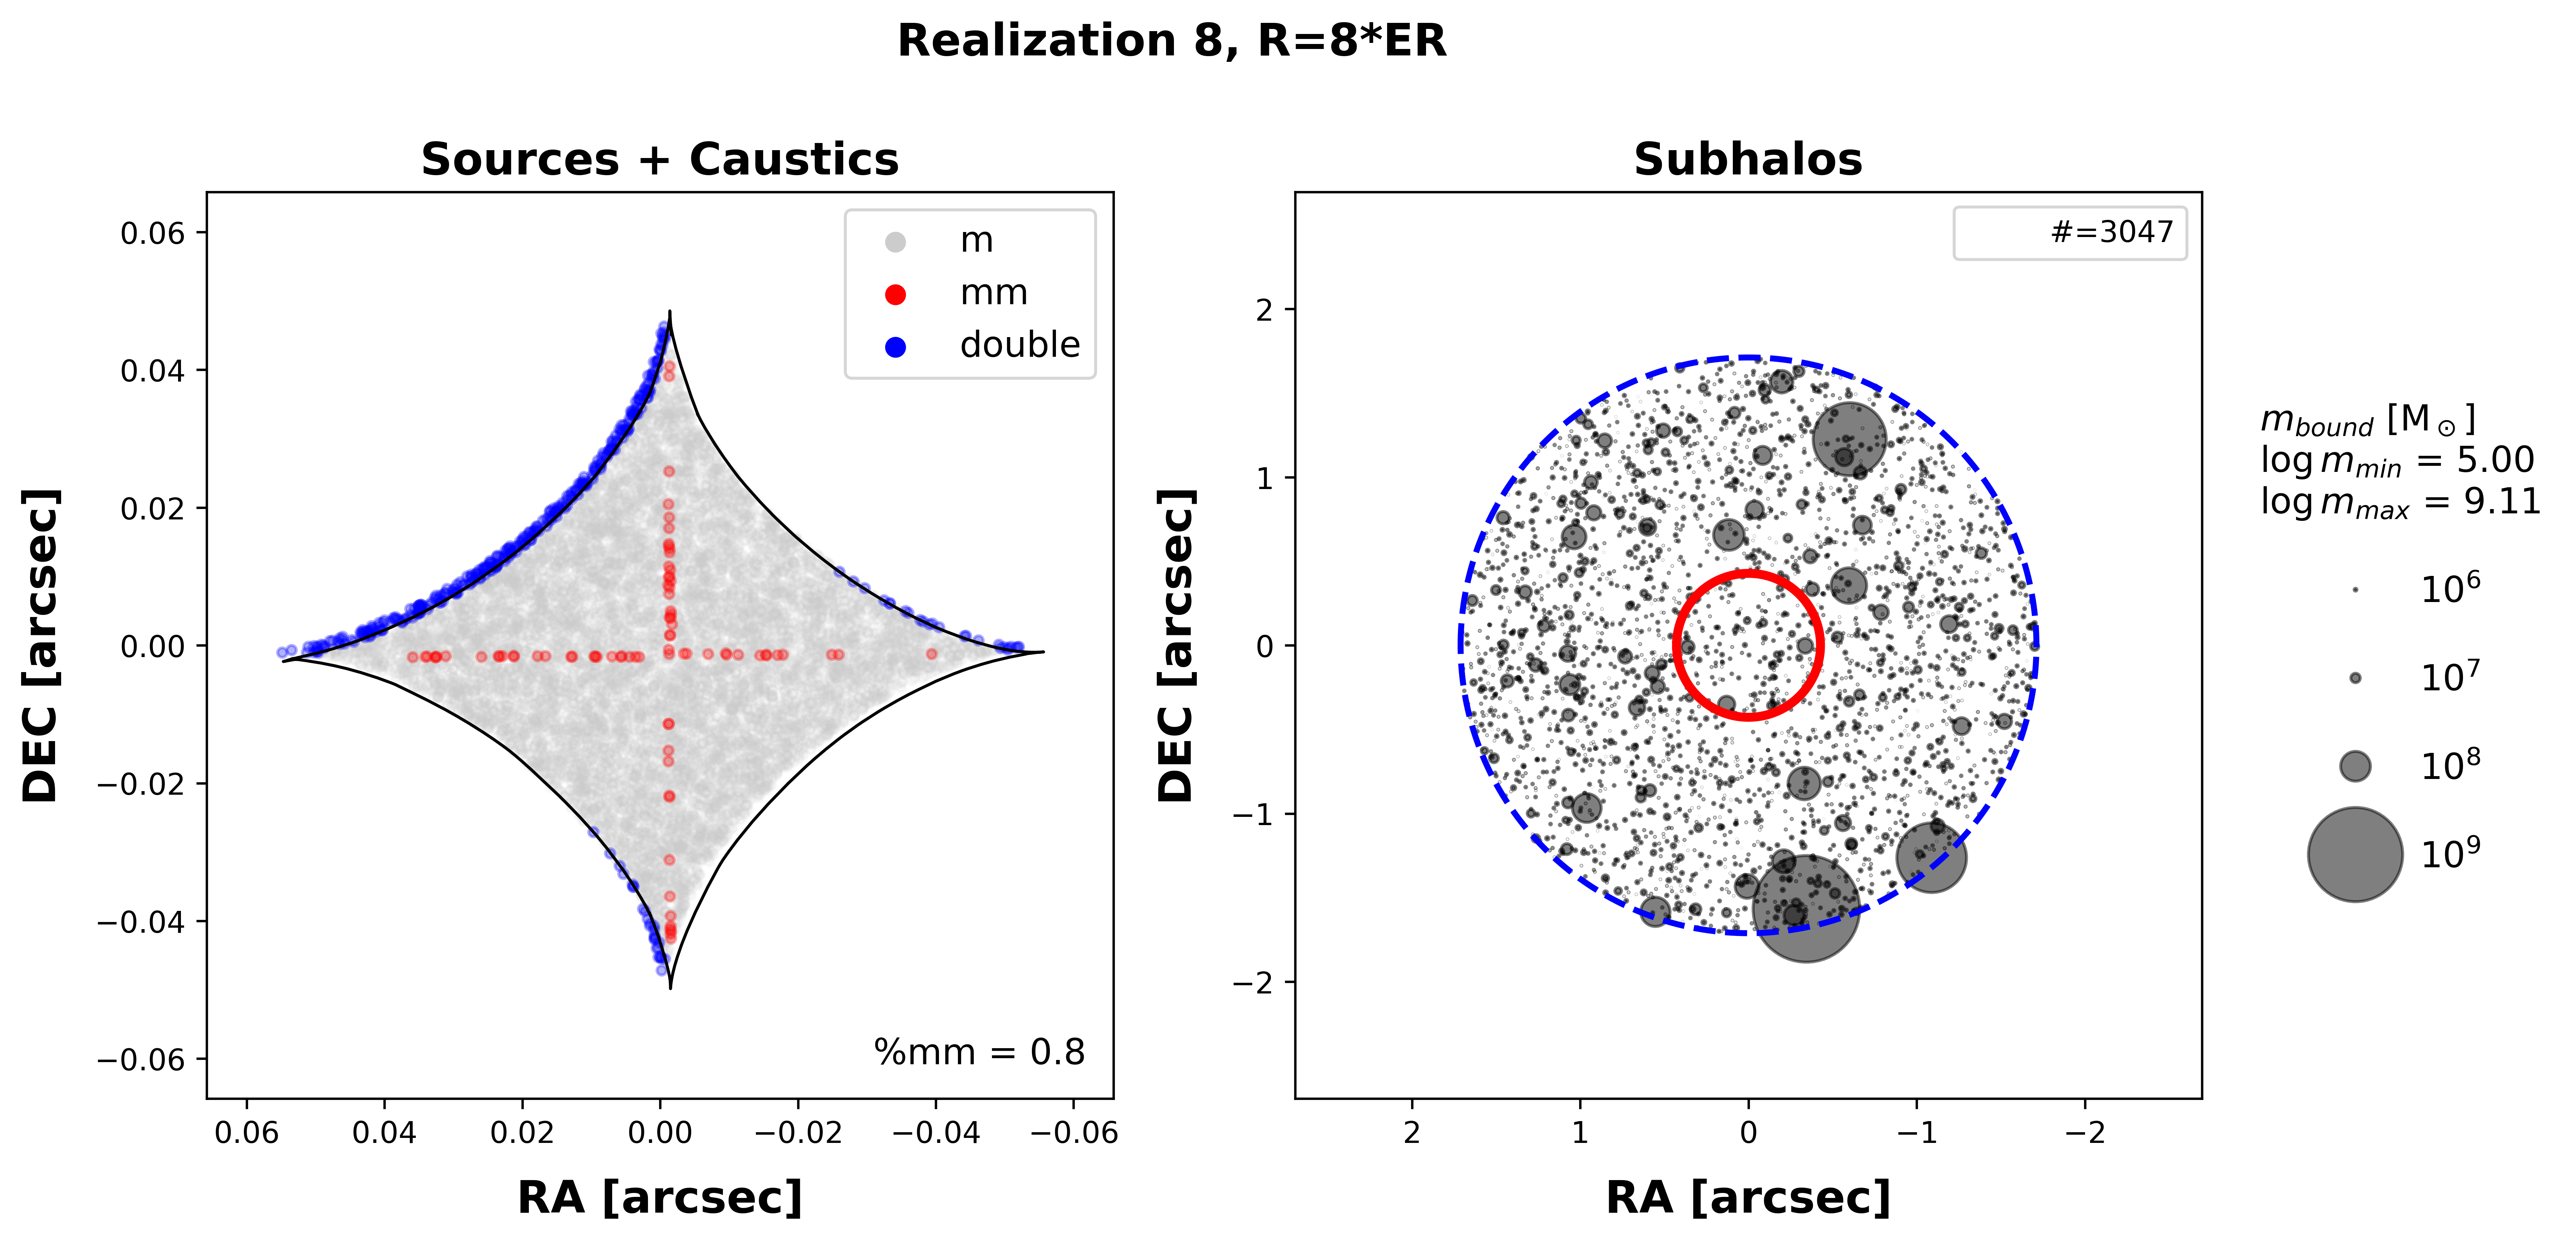 Realization 8, R=8*ER
Sources + Caustics
m
mm
double
%mm = 0.8
0.06
0.04
0.02
0.00
−0.02
−0.04
−0.06
DEC [arcsec]
0.06
0.04
0.02
0.00
−0.02
−0.04
−0.06
RA [arcsec]
Subhalos
#=3047
2
1
0
−1
−2
DEC [arcsec]
2
1
0
−1
−2
RA [arcsec]
m_bound [M_⊙]
log m_min = 5.00
log m_max = 9.11
10^6
10^7
10^8
10^9